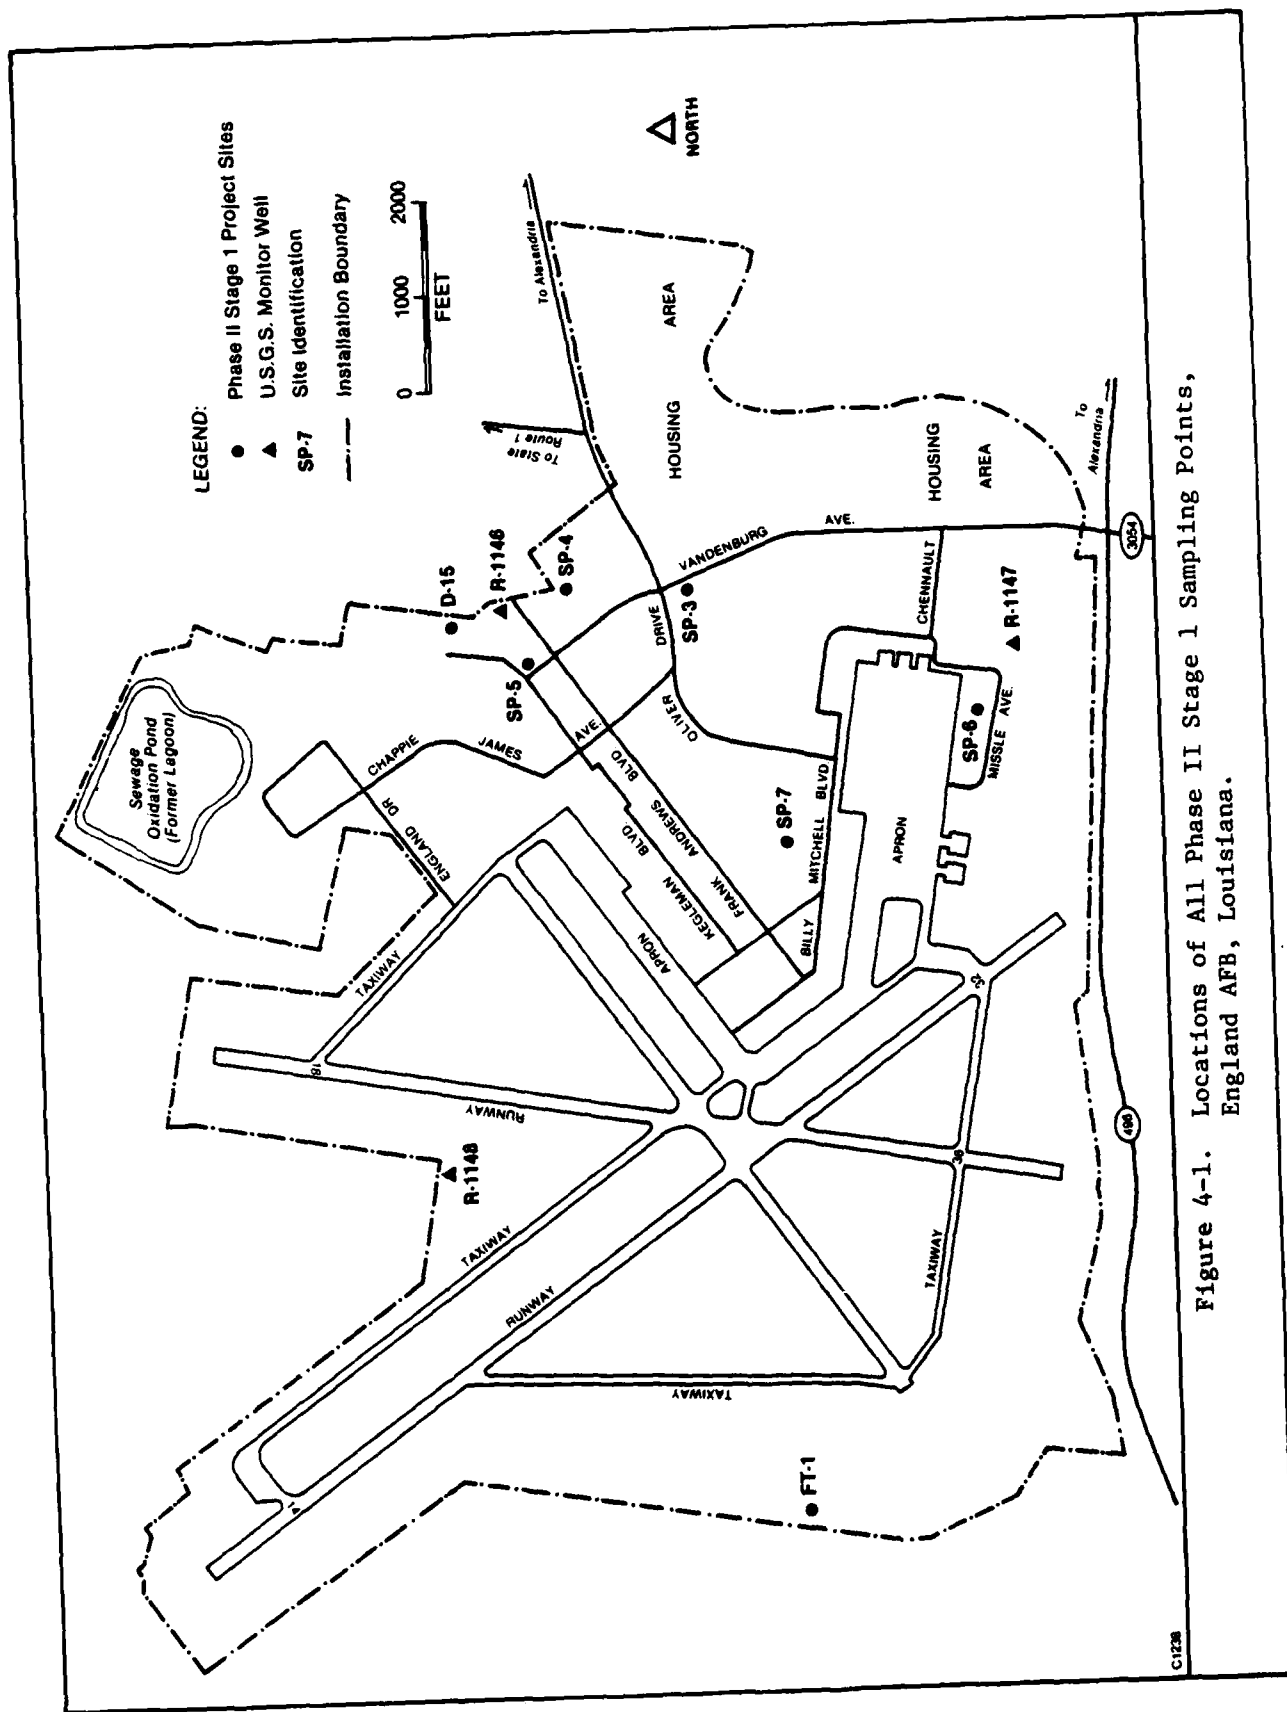 LEGEND:
Phase II Stage 1 Project Sites
U.S.G.S. Monitor Well
SP-7 Site Identification
Installation Boundary
0 1000 2000
FEET
NORTH
Sewage
Oxidation Pond
(Former Lagoon)
D-15
R-1146
SP-4
SP-5
SP-3
To State
Route 1
To Alexandria
HOUSING AREA
HOUSING
AREA
CHAPPIE JAMES AVE.
ENGLAND DR
OLIVER DRIVE
VANDENBURG AVE.
KEGLEMAN BLVD.
FRANK ANDREWS BLVD
BILLY MITCHELL BLVD
CHENNAULT
MISSLE AVE.
SP-7
SP-6
R-1147
APRON
APRON
TAXIWAY
18
RUNWAY
R-1148
TAXIWAY
RUNWAY
14
TAXIWAY
TAXIWAY
32
36
FT-1
To
Alexandria
3054
496
C1238
Figure 4-1. Locations of All Phase II Stage 1 Sampling Points,
England AFB, Louisiana.